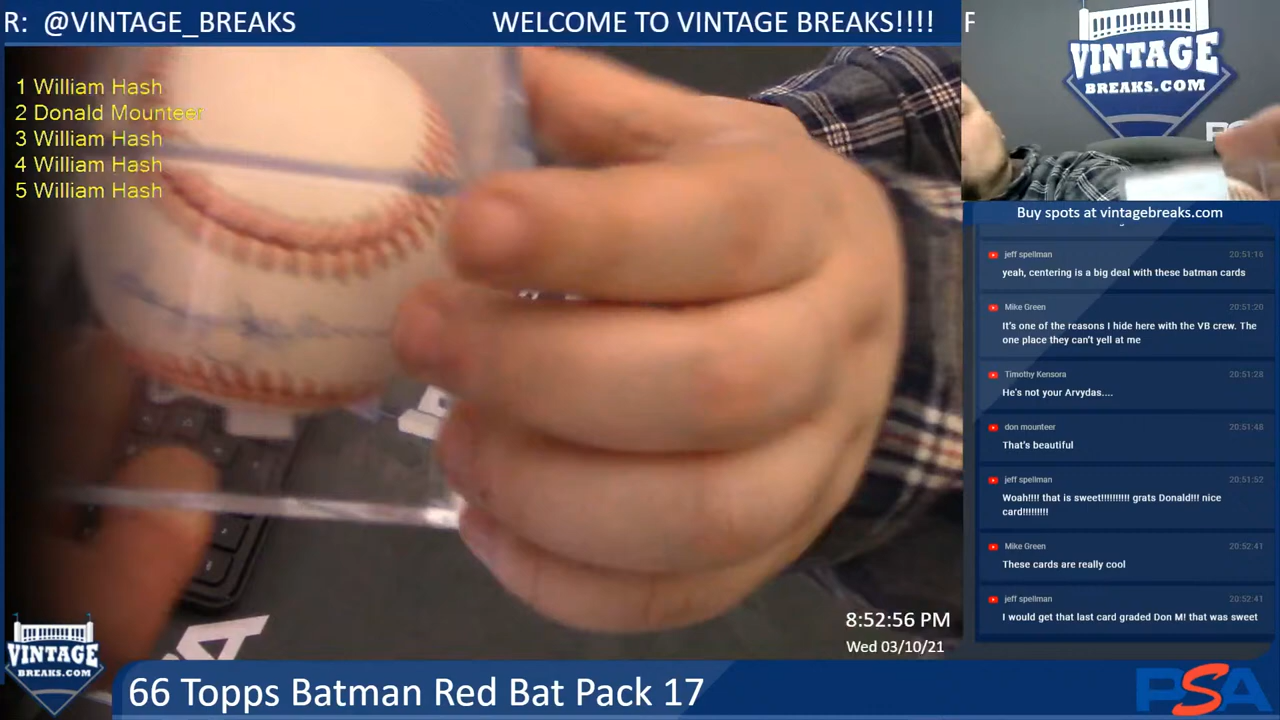 R: @VINTAGE_BREAKS WELCOME TO VINTAGE BREAKS!!!! F
1 William Hash
2 Donald Mounteer
3 William Hash
4 William Hash
5 William Hash
VINTAGE
BREAKS.COM
Buy spots at vintagebreaks.com
jeff spellman 20:51:16
yeah, centering is a big deal with these batman cards
Mike Green 20:51:20
It's one of the reasons I hide here with the VB crew. The
one place they can't yell at me
Timothy Kensora 20:51:28
He's not your Arvydas....
don mounteer 20:51:48
That's beautiful
jeff spellman 20:51:52
Woah!!!! that is sweet!!!!!!!!!! grats Donald!!! nice
card!!!!!!!!!
Mike Green 20:52:41
These cards are really cool
jeff spellman 20:52:41
I would get that last card graded Don M! that was sweet
8:52:56 PM
Wed 03/10/21
VINTAGE
BREAKS.COM
66 Topps Batman Red Bat Pack 17
PSA